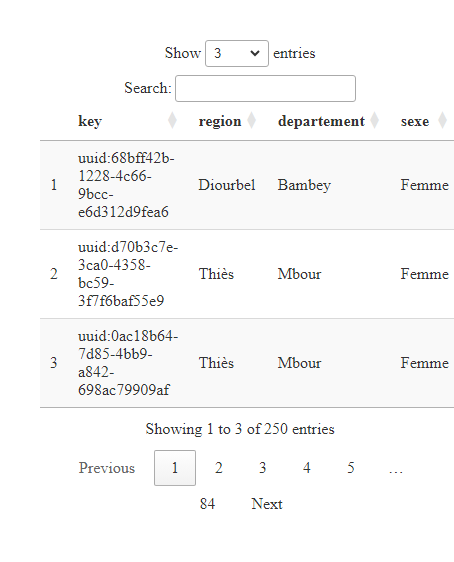 Show 3 entries
Search:
key region departement sexe
uuid:68bff42b-
1228-4c66-
1 9bcc- Diourbel Bambey Femme
e6d312d9fea6
uuid:d70b3c7e-
3ca0-4358-
2 bc59- Thiès Mbour Femme
3f7f6baf55e9
uuid:0ac18b64-
7d85-4bb9-
3 a842- Thiès Mbour Femme
698ac79909af
Showing 1 to 3 of 250 entries
Previous 1 2 3 4 5 …
84 Next